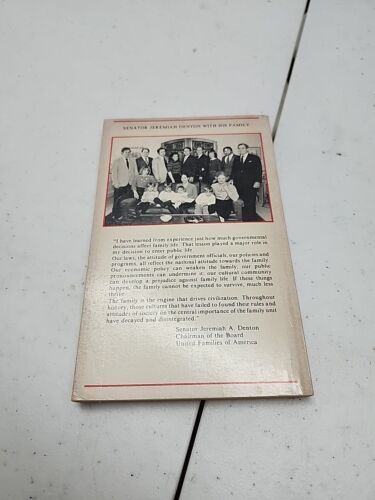 SENATOR JEREMIAH DENTON WITH HIS FAMILY
"I have learned from experience just how much governmental
decisions affect family life. That lesson played a major role in
my decision to enter public life.
Our laws, the attitude of government officials, our policies and
programs, all reflect the national attitude towards the family.
Our economic policy can weaken the family; our public
pronouncements can undermine it; our cultural community
can develop a prejudice against family life. If these things
happen, the family cannot be expected to survive, much less
thrive.
The family is the engine that drives civilization. Throughout
history, those cultures that have failed to found their rules and
attitudes of society on the central importance of the family unit
have decayed and disintegrated."
Senator Jeremiah A. Denton
Chairman of the Board
United Families of America